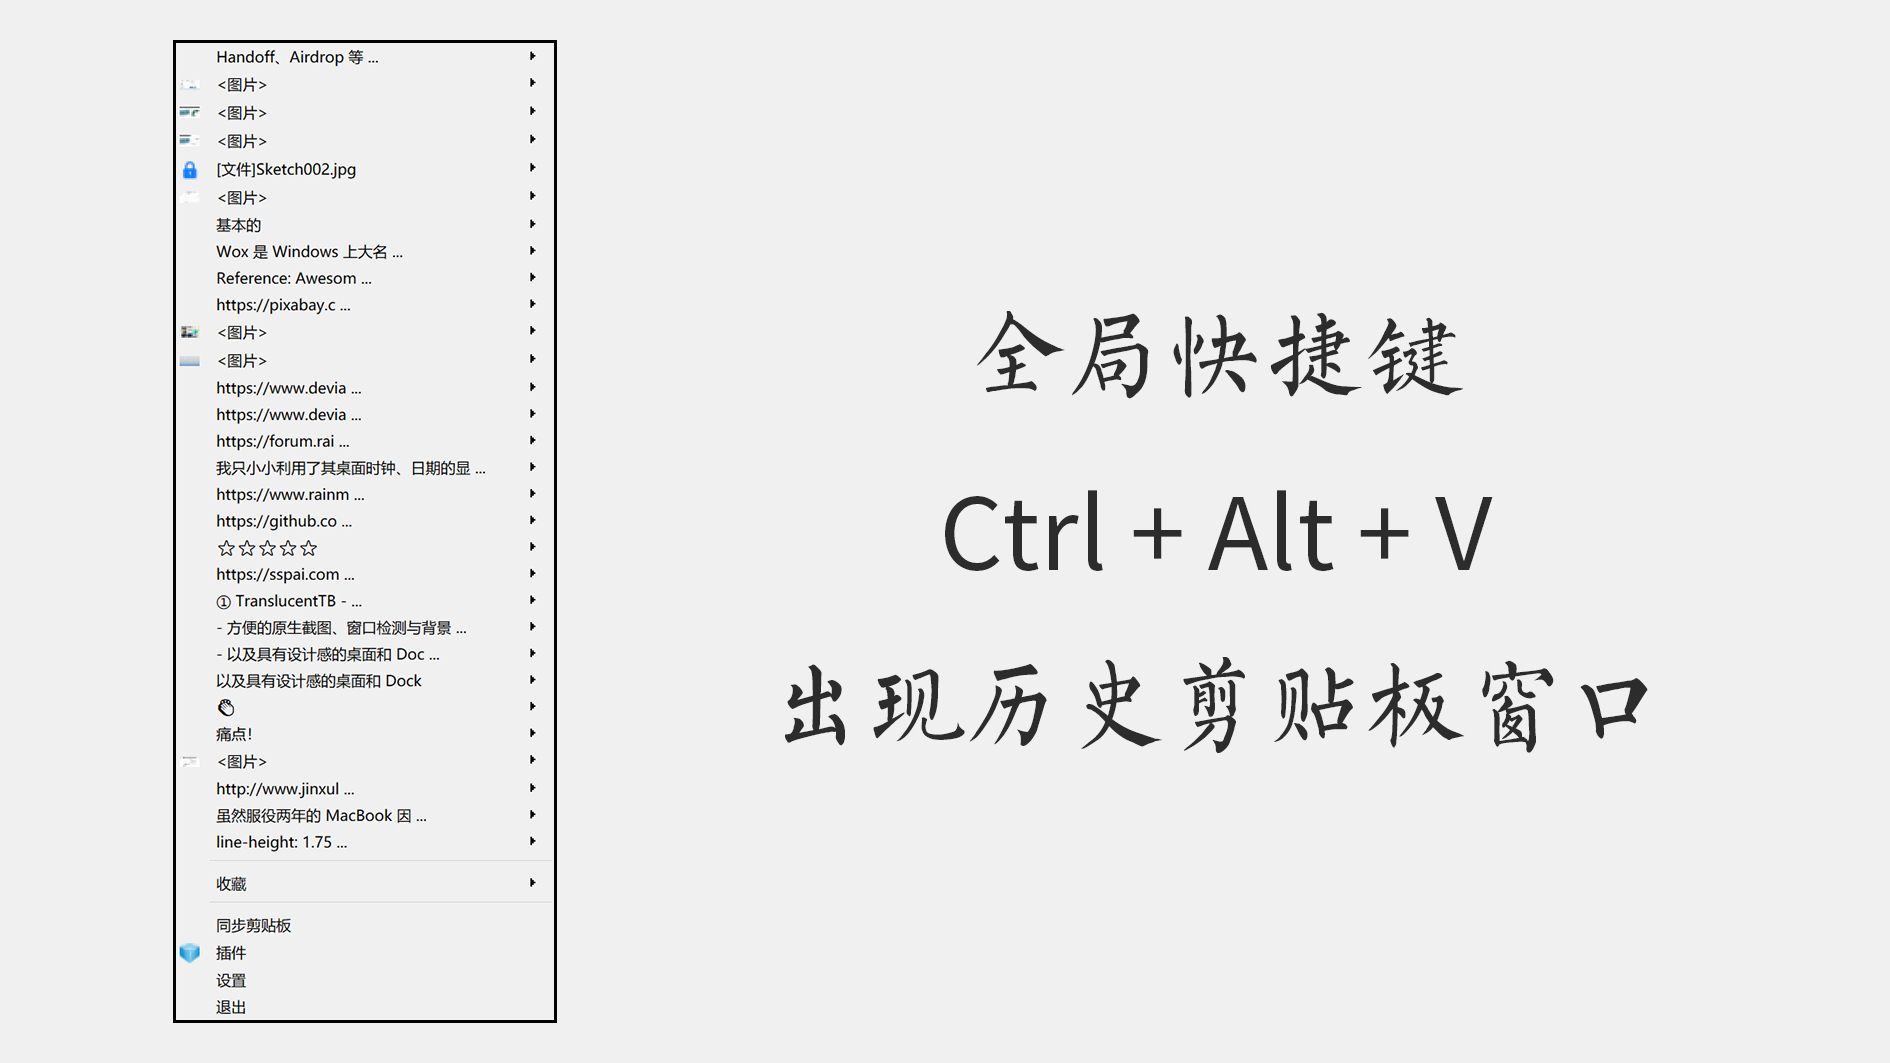 Handoff、Airdrop 等 ...
<图片>
<图片>
<图片>
[文件]Sketch002.jpg
<图片>
基本的
Wox 是 Windows 上大名 ...
Reference: Awesom ...
https://pixabay.c ...
<图片>
<图片>
https://www.devia ...
https://www.devia ...
https://forum.rai ...
我只小小利用了其桌面时钟、日期的显 ...
https://www.rainm ...
https://github.co ...
☆☆☆☆☆
https://sspai.com ...
① TranslucentTB - ...
- 方便的原生截图、窗口检测与背景 ...
- 以及具有设计感的桌面和 Doc ...
以及具有设计感的桌面和 Dock
👏
痛点！
<图片>
http://www.jinxul ...
虽然服役两年的 MacBook 因 ...
line-height: 1.75 ...
收藏
同步剪贴板
插件
设置
退出
全局快捷键
Ctrl + Alt + V
出现历史剪贴板窗口